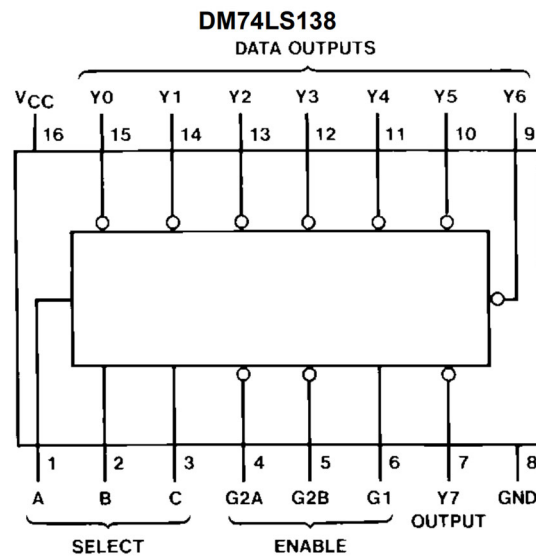 DM74LS138
DATA OUTPUTS
VCC Y0 Y1 Y2 Y3 Y4 Y5 Y6
16 15 14 13 12 11 10 9
1 2 3 4 5 6 7 8
A B C G2A G2B G1 Y7 GND
OUTPUT
SELECT ENABLE